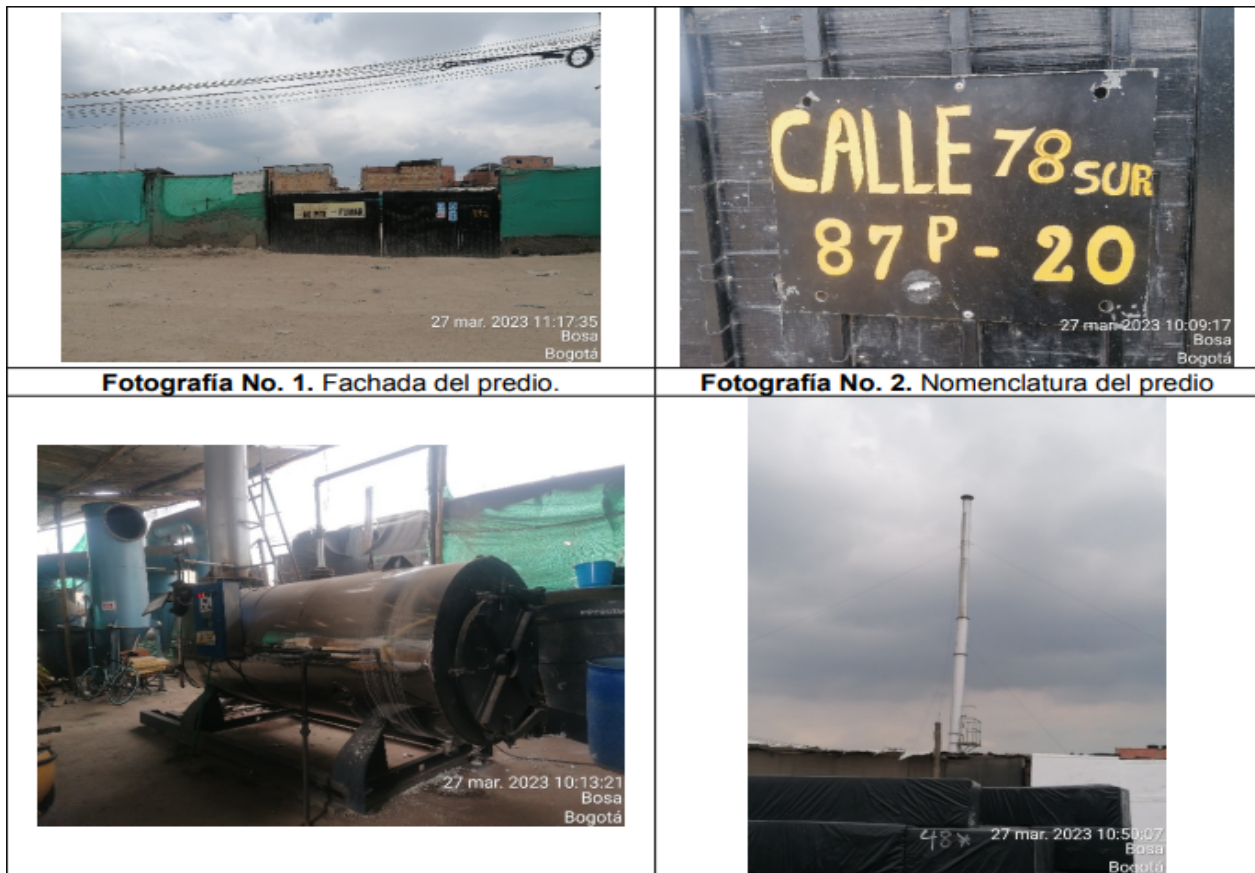 27 mar. 2023 11:17:35
Bosa
Bogotá
CALLE 78 SUR
87 P - 20
27 mar. 2023 10:09:17
Bosa
Bogotá
Fotografía No. 1. Fachada del predio.
Fotografía No. 2. Nomenclatura del predio
27 mar. 2023 10:13:21
Bosa
Bogotá
48x
27 mar. 2023 10:50:07
Bosa
Bogotá